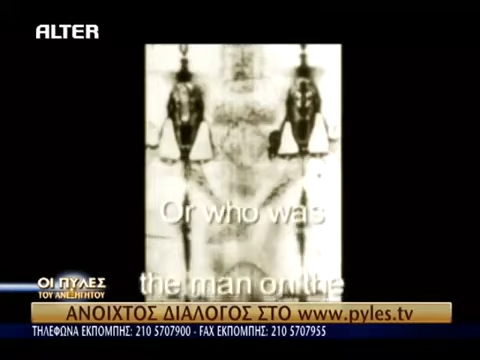 ALTER
Or who was
the man on the
ΟΙ ΠΥΛΕΣ
ΤΟΥ ΑΝΕΞΗΓΗΤΟΥ
ΑΝΟΙΧΤΟΣ ΔΙΑΛΟΓΟΣ ΣΤΟ www.pyles.tv
ΤΗΛΕΦΩΝΑ ΕΚΠΟΜΠΗΣ: 210 5707900 - FAX ΕΚΠΟΜΠΗΣ: 210 5707955